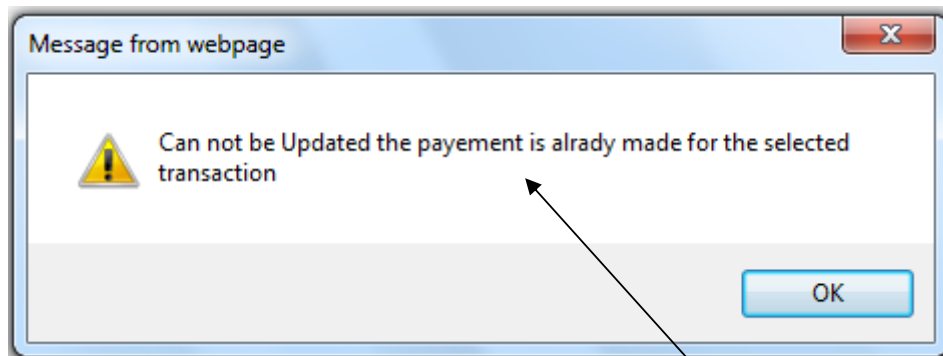 Message from webpage
Can not be Updated the payement is alrady made for the selected
transaction
OK